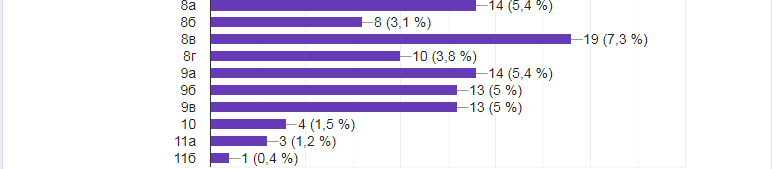 8а 14 (5,4 %)
8б 8 (3,1 %)
8в 19 (7,3 %)
8г 10 (3,8 %)
9а 14 (5,4 %)
9б 13 (5 %)
9в 13 (5 %)
10 4 (1,5 %)
11а 3 (1,2 %)
11б 1 (0,4 %)